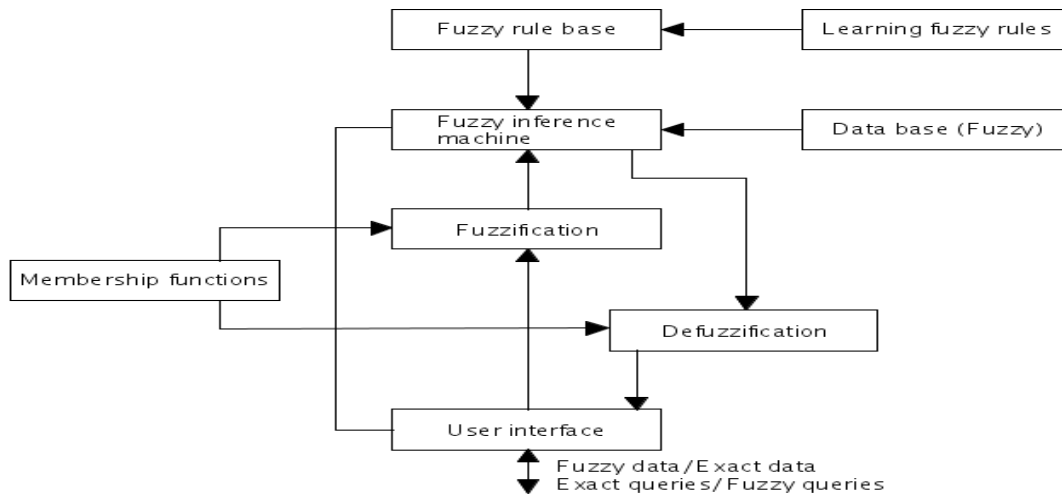 Fuzzy rule base
Learning fuzzy rules
Fuzzy inference
machine
Data base (Fuzzy)
Fuzzification
Membership functions
Defuzzification
User interface
Fuzzy data/Exact data
Exact queries/Fuzzy queries